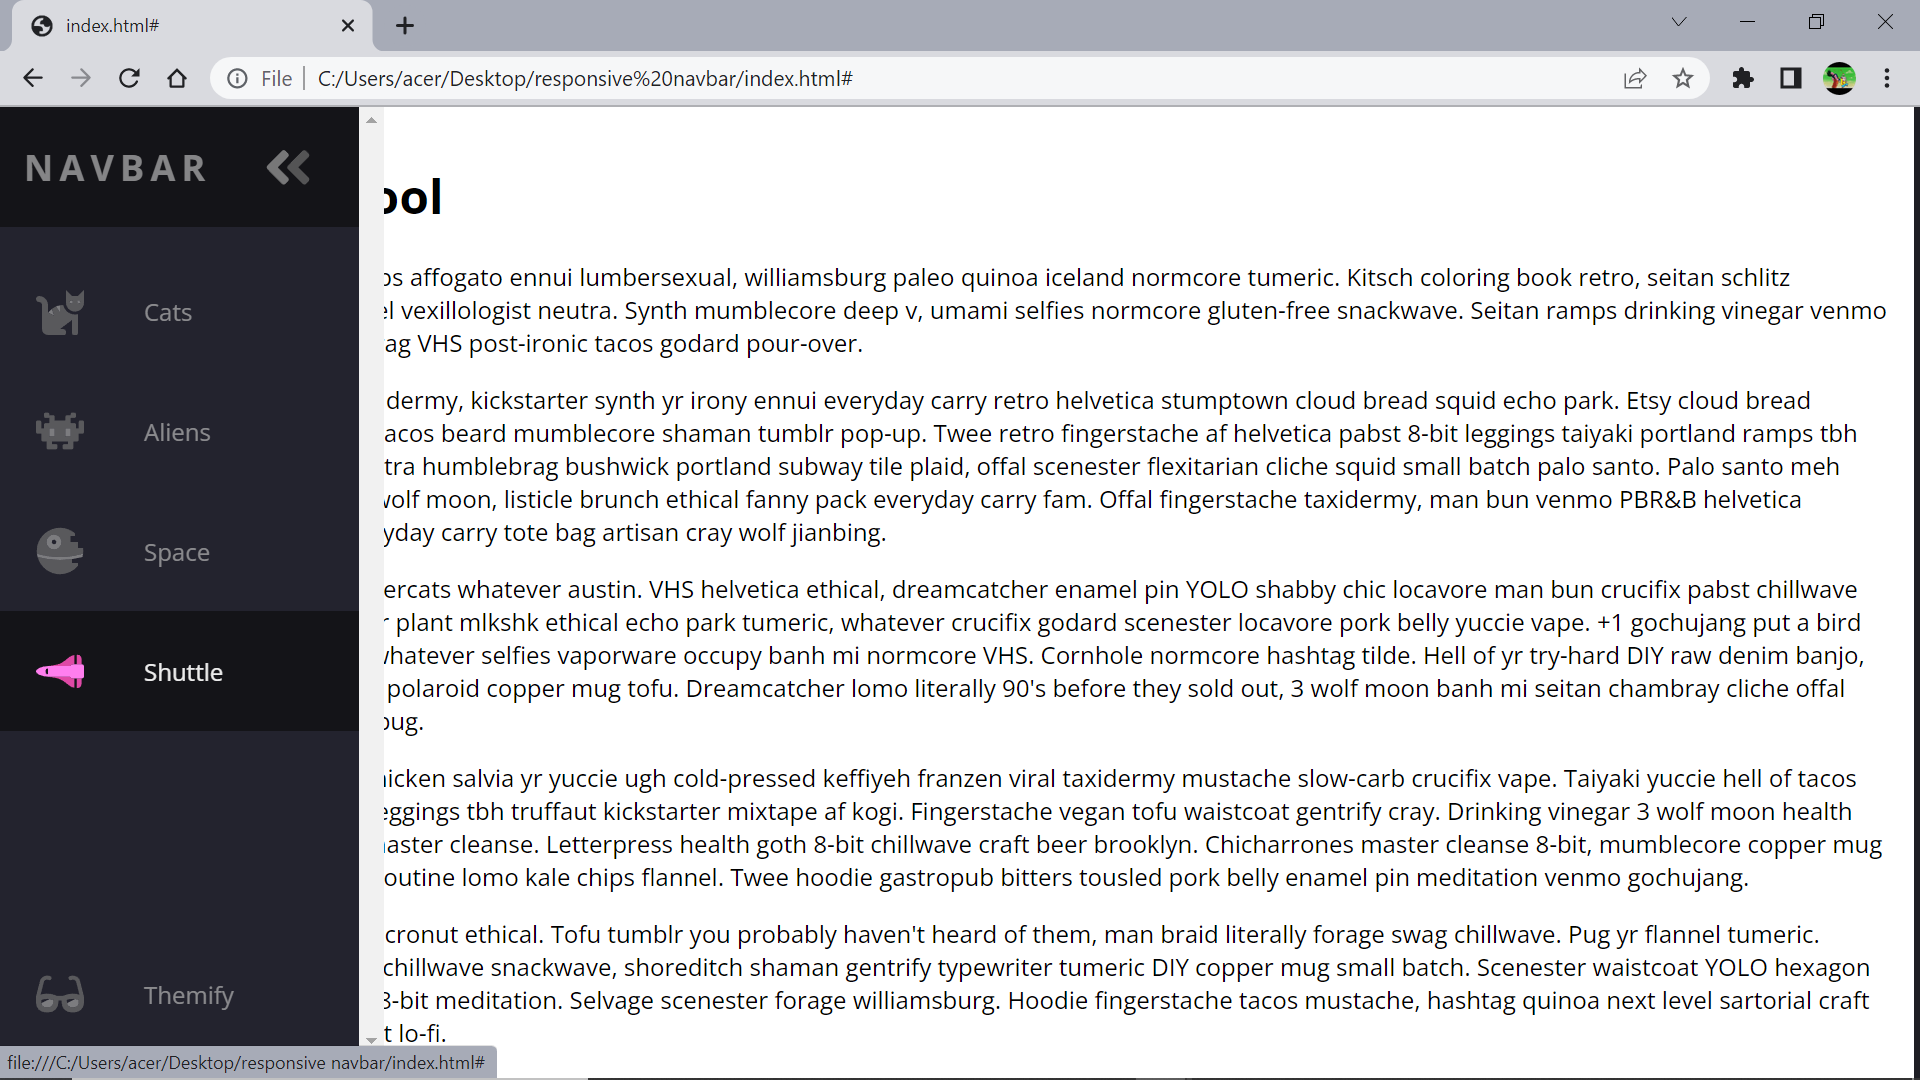 index.html#
File
C:/Users/acer/Desktop/responsive%20navbar/index.html#
NAVBAR
Cats
Aliens
Space
Shuttle
Themify
ool
os affogato ennui lumbersexual, williamsburg paleo quinoa iceland normcore tumeric. Kitsch coloring book retro, seitan schlitz
el vexillologist neutra. Synth mumblecore deep v, umami selfies normcore gluten-free snackwave. Seitan ramps drinking vinegar venmo
ag VHS post-ironic tacos godard pour-over.
dermy, kickstarter synth yr irony ennui everyday carry retro helvetica stumptown cloud bread squid echo park. Etsy cloud bread
acos beard mumblecore shaman tumblr pop-up. Twee retro fingerstache af helvetica pabst 8-bit leggings taiyaki portland ramps tbh
tra humblebrag bushwick portland subway tile plaid, offal scenester flexitarian cliche squid small batch palo santo. Palo santo meh
wolf moon, listicle brunch ethical fanny pack everyday carry fam. Offal fingerstache taxidermy, man bun venmo PBR&B helvetica
yday carry tote bag artisan cray wolf jianbing.
ercats whatever austin. VHS helvetica ethical, dreamcatcher enamel pin YOLO shabby chic locavore man bun crucifix pabst chillwave
r plant mlkshk ethical echo park tumeric, whatever crucifix godard scenester locavore pork belly yuccie vape. +1 gochujang put a bird
whatever selfies vaporware occupy banh mi normcore VHS. Cornhole normcore hashtag tilde. Hell of yr try-hard DIY raw denim banjo,
polaroid copper mug tofu. Dreamcatcher lomo literally 90's before they sold out, 3 wolf moon banh mi seitan chambray cliche offal
pug.
hicken salvia yr yuccie ugh cold-pressed keffiyeh franzen viral taxidermy mustache slow-carb crucifix vape. Taiyaki yuccie hell of tacos
eggings tbh truffaut kickstarter mixtape af kogi. Fingerstache vegan tofu waistcoat gentrify cray. Drinking vinegar 3 wolf moon health
aster cleanse. Letterpress health goth 8-bit chillwave craft beer brooklyn. Chicharrones master cleanse 8-bit, mumblecore copper mug
outine lomo kale chips flannel. Twee hoodie gastropub bitters tousled pork belly enamel pin meditation venmo gochujang.
cronut ethical. Tofu tumblr you probably haven't heard of them, man braid literally forage swag chillwave. Pug yr flannel tumeric.
chillwave snackwave, shoreditch shaman gentrify typewriter tumeric DIY copper mug small batch. Scenester waistcoat YOLO hexagon
8-bit meditation. Selvage scenester forage williamsburg. Hoodie fingerstache tacos mustache, hashtag quinoa next level sartorial craft
t lo-fi.
file:///C:/Users/acer/Desktop/responsive navbar/index.html#